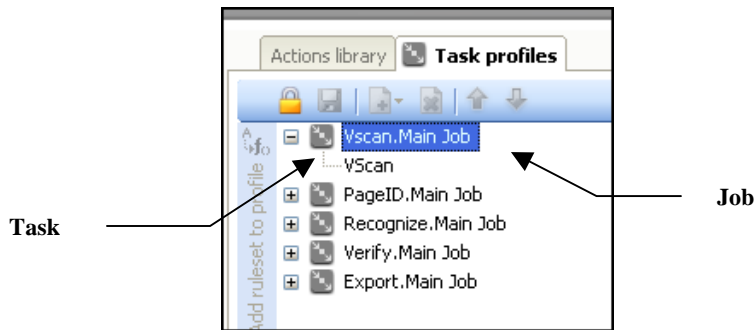 Actions library Task profiles
Add ruleset to profile
Vscan.Main Job
VScan
PageID.Main Job
Recognize.Main Job
Verify.Main Job
Export.Main Job
Task
Job